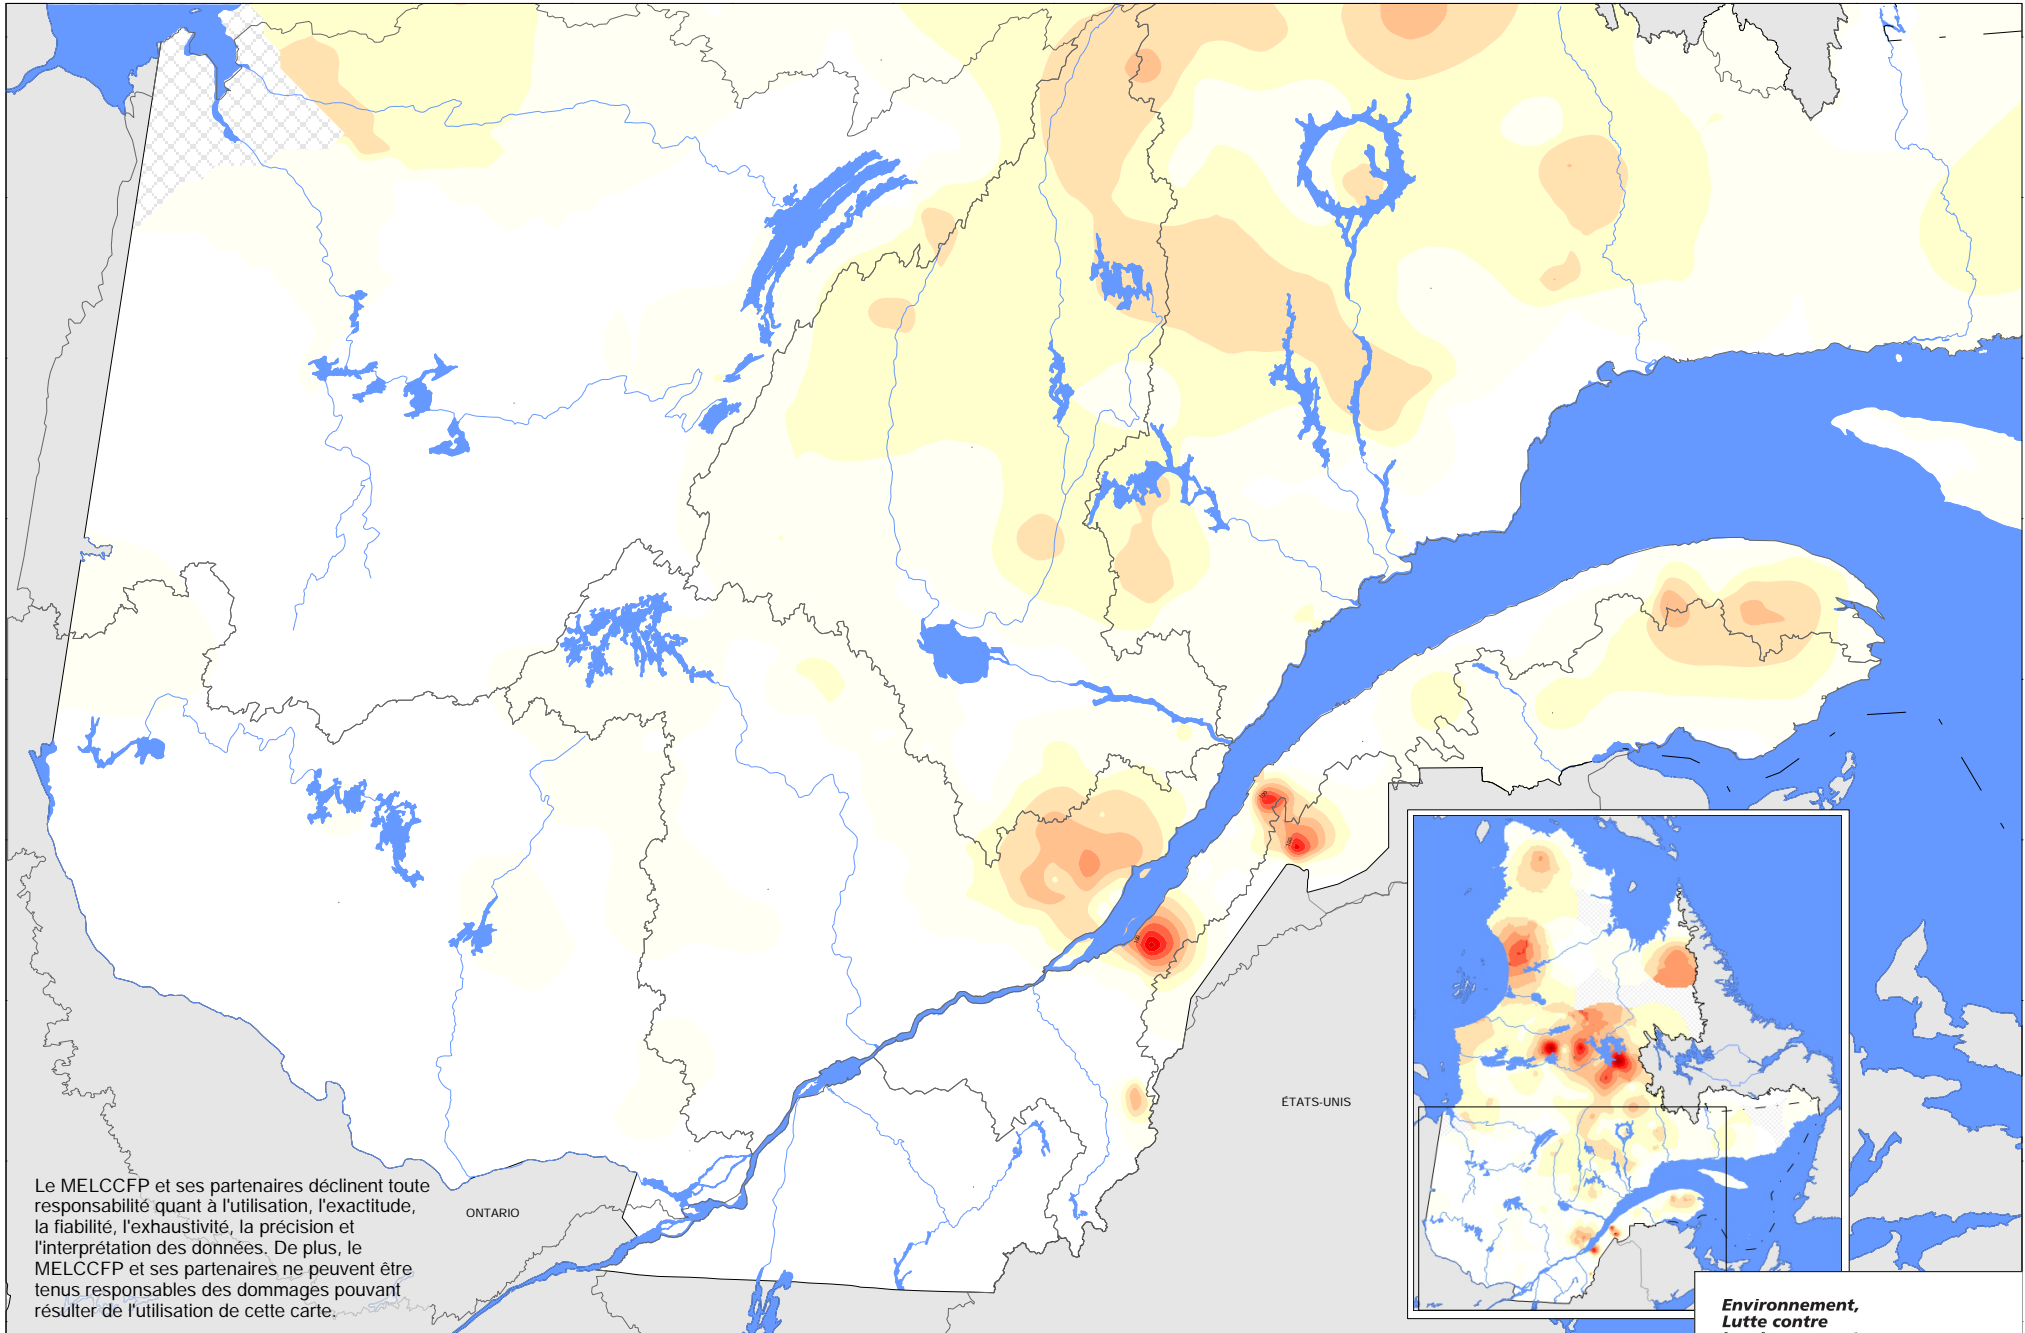 ÉTATS-UNIS
Le MELCCFP et ses partenaires déclinent toute
responsabilité quant à l'utilisation, l'exactitude,
la fiabilité, l'exhaustivité, la précision et
l'interprétation des données. De plus, le
MELCCFP et ses partenaires ne peuvent être
tenus responsables des dommages pouvant
résulter de l'utilisation de cette carte.
ONTARIO
Environnement,
Lutte contre